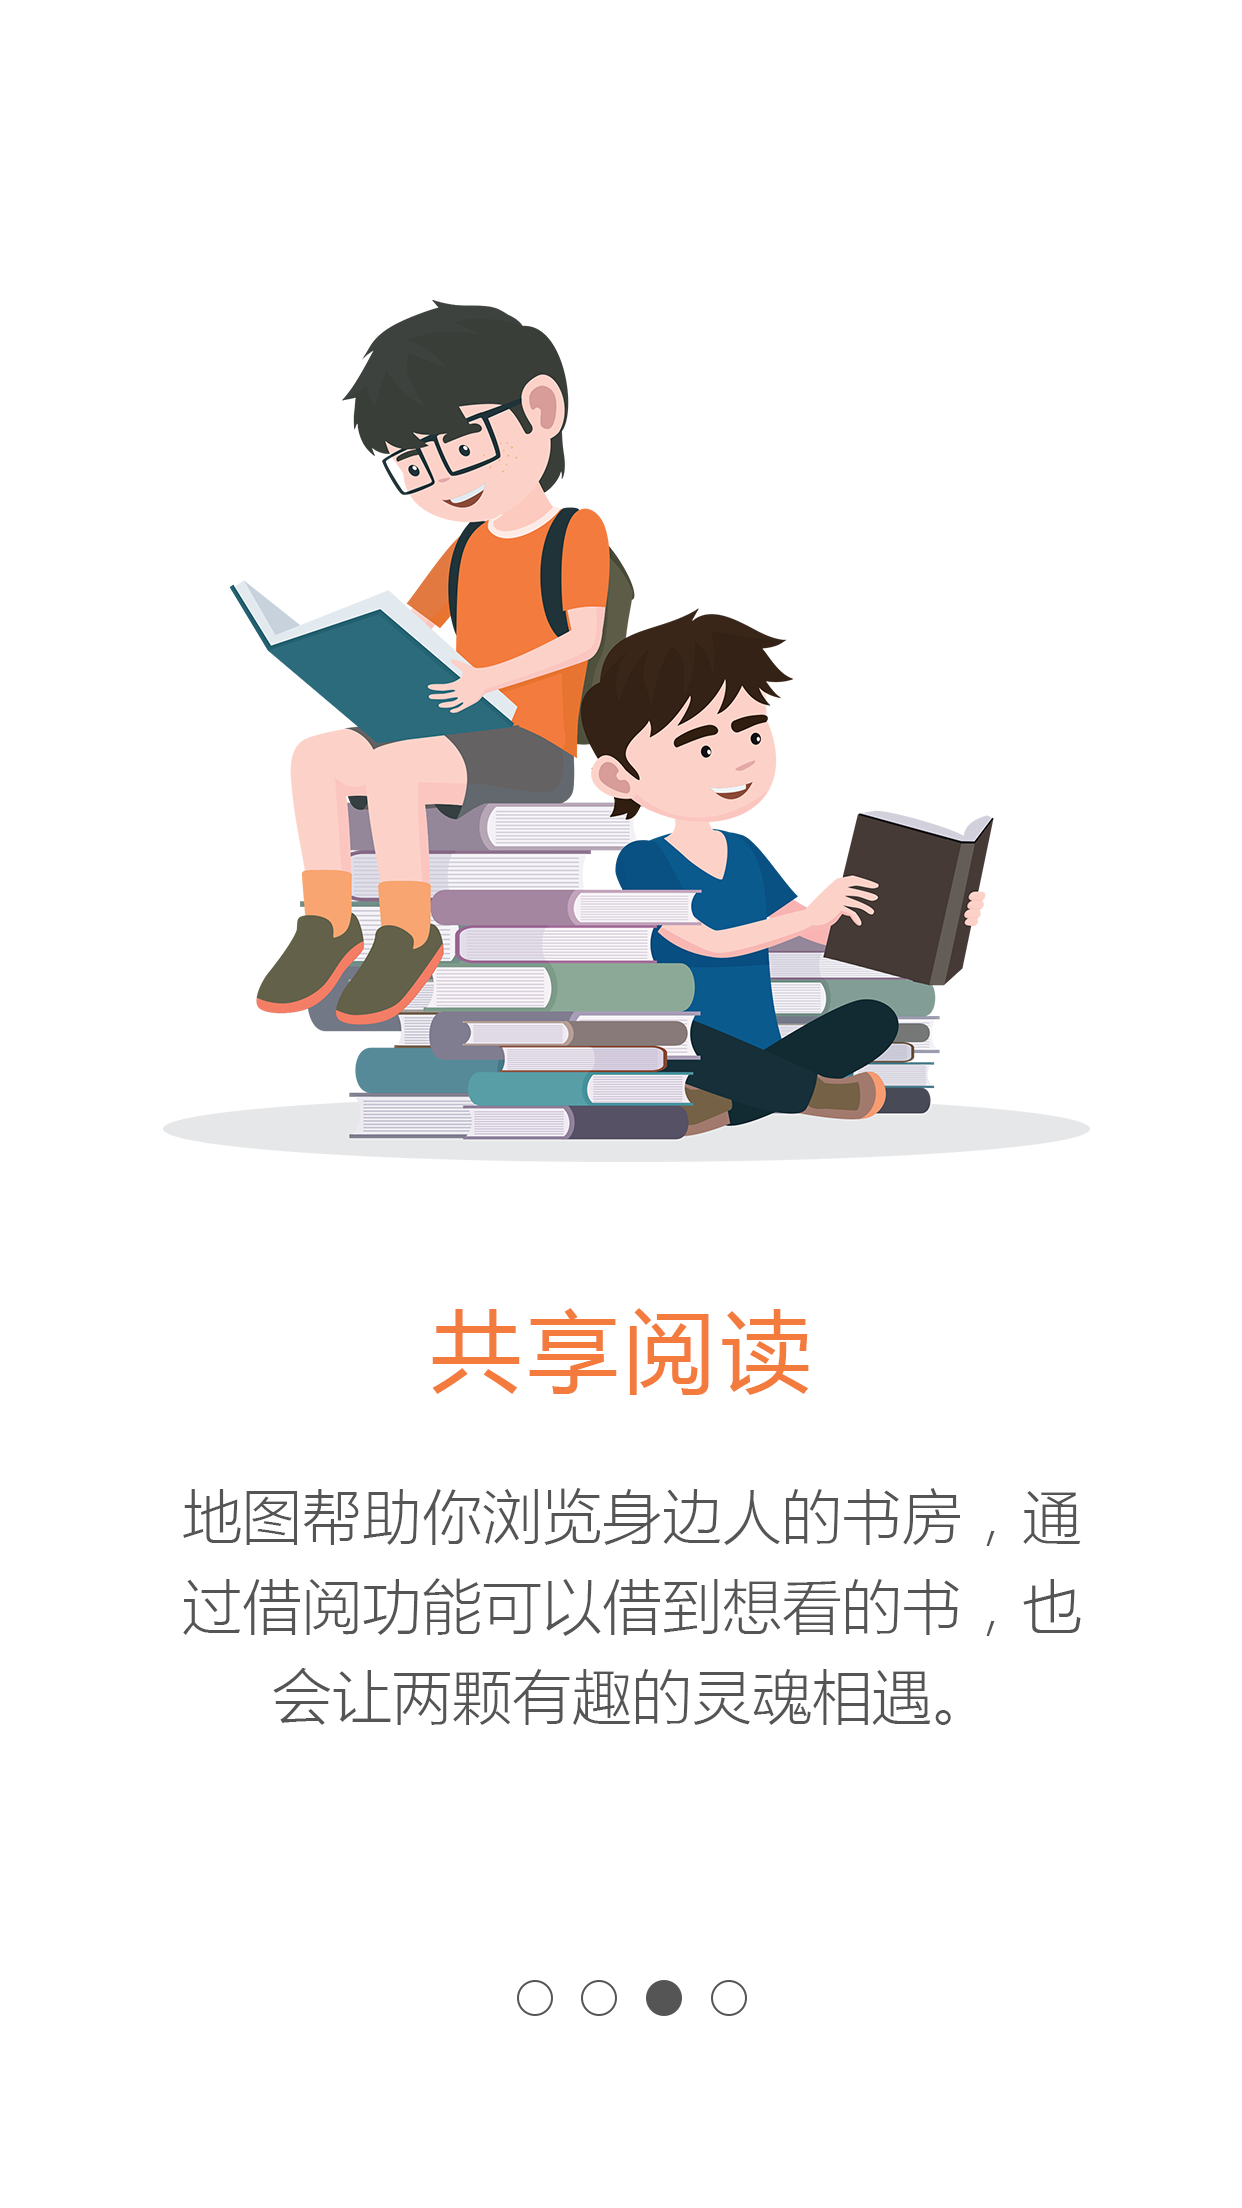 共享阅读
地图帮助你浏览身边人的书房，通
过借阅功能可以借到想看的书，也
会让两颗有趣的灵魂相遇。